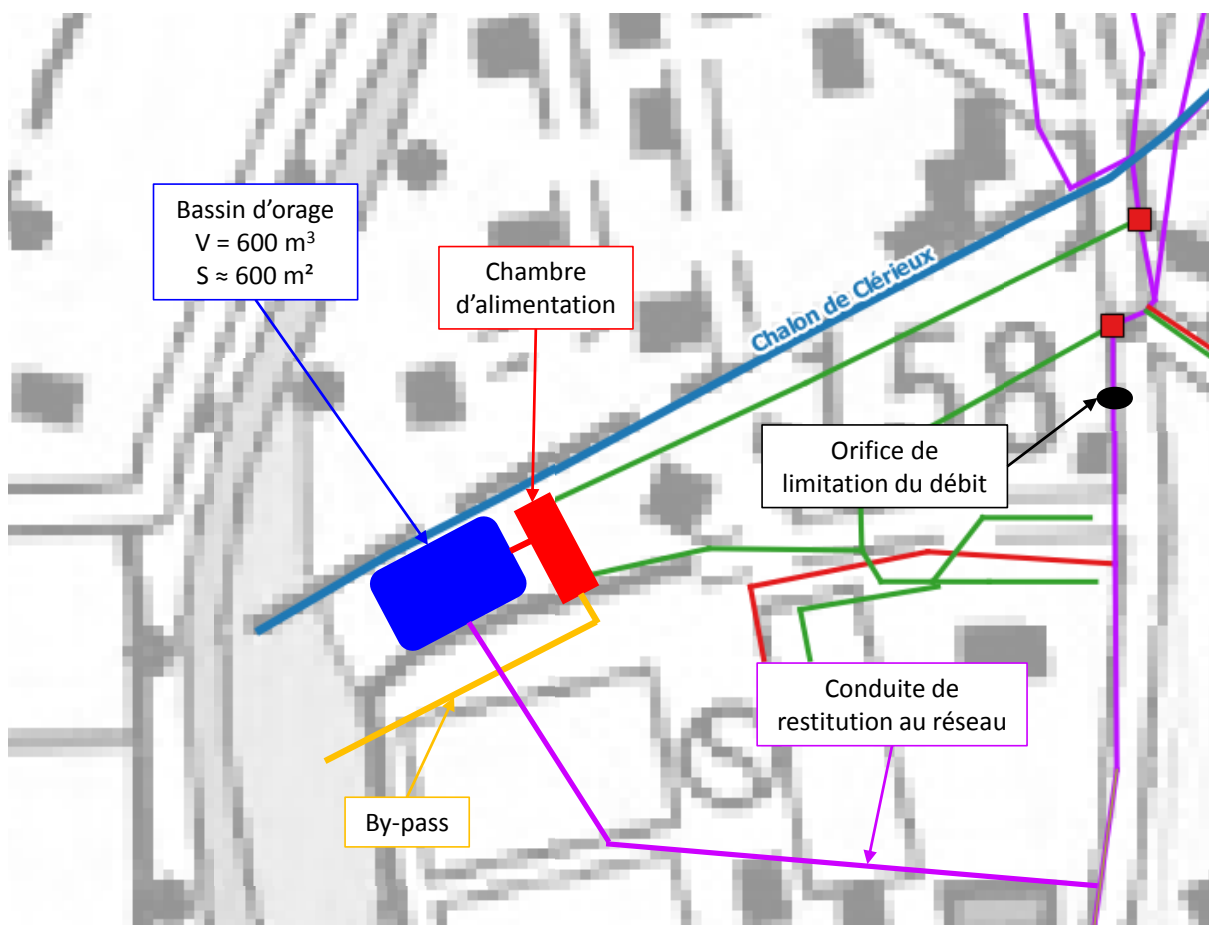 Bassin d'orage
V = 600 m³
S ≈ 600 m²
Chambre
d'alimentation
Chalon de Clérieux
58
Orifice de
limitation du débit
Conduite de
restitution au réseau
By-pass